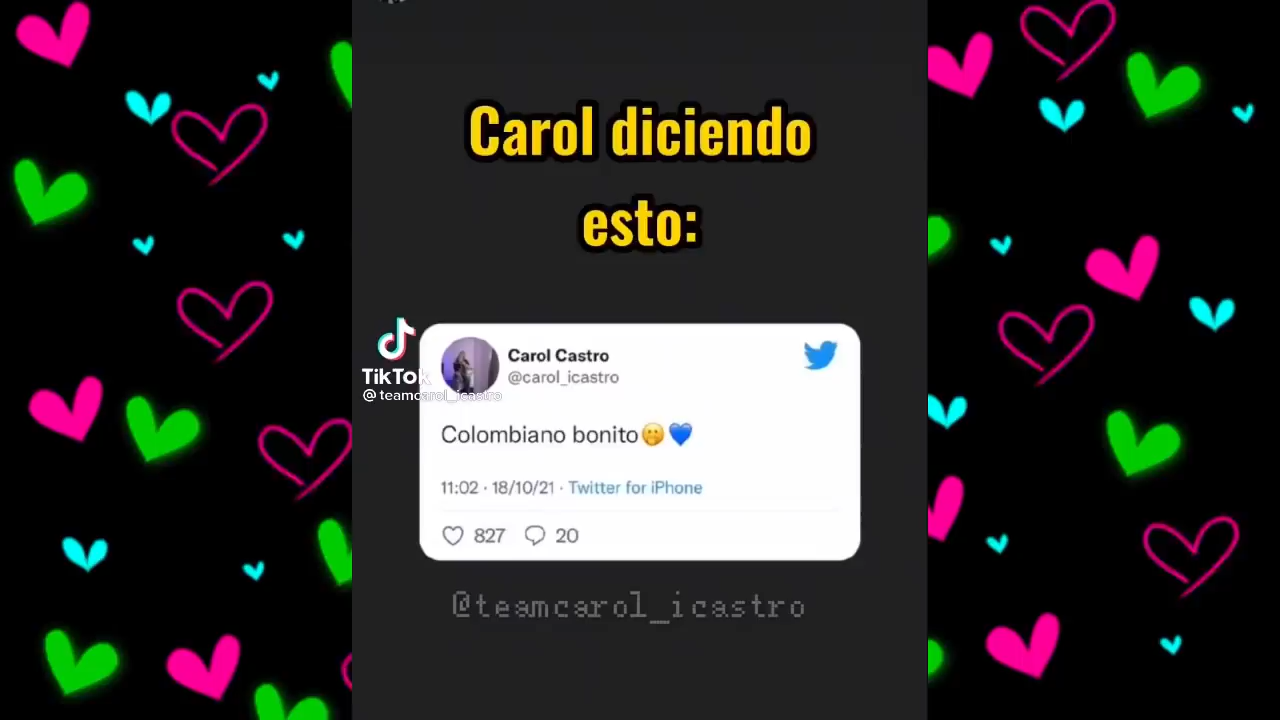 Carol diciendo
esto:
TikTok
@teamcarol_icastro
Carol Castro
@carol_icastro
Colombiano bonito🤭💙
11:02 · 18/10/21 · Twitter for iPhone
827 20
@teamcarol_icastro